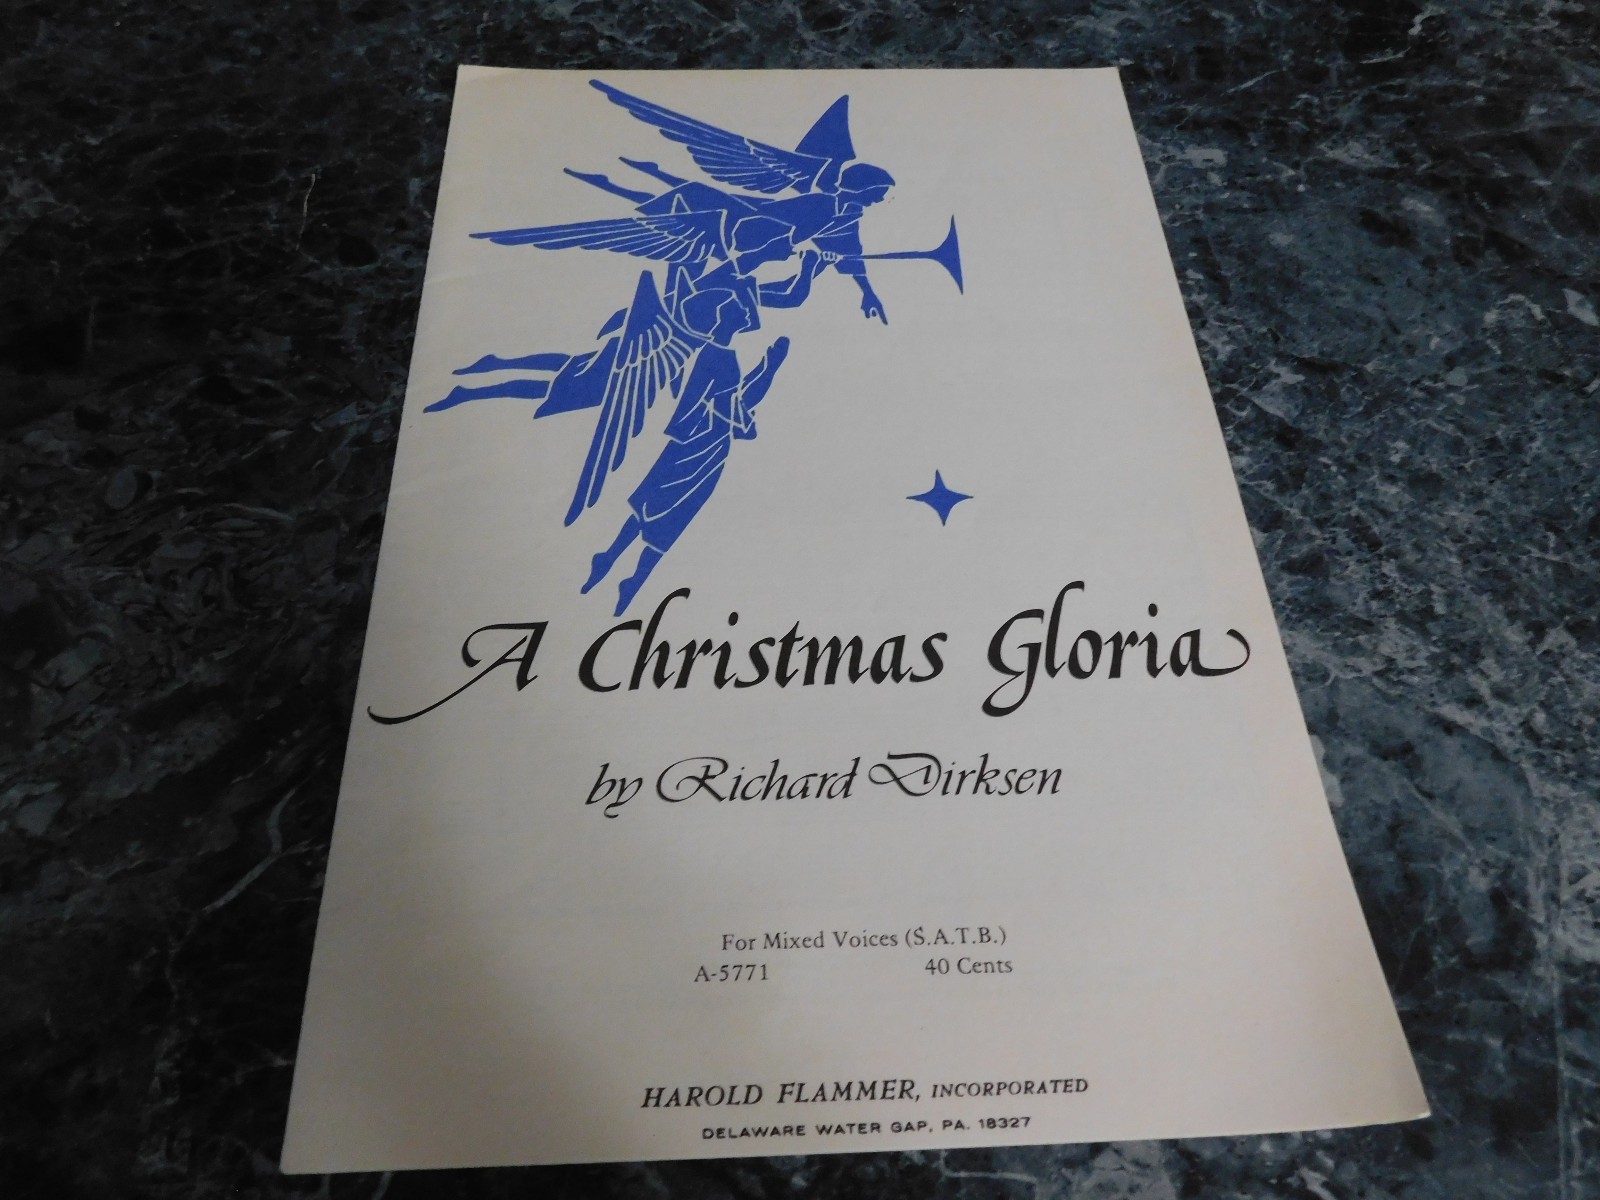 A Christmas Gloria
by Richard Dirksen
For Mixed Voices (S.A.T.B.)
A-5771 40 Cents
HAROLD FLAMMER, INCORPORATED
DELAWARE WATER GAP, PA. 18327